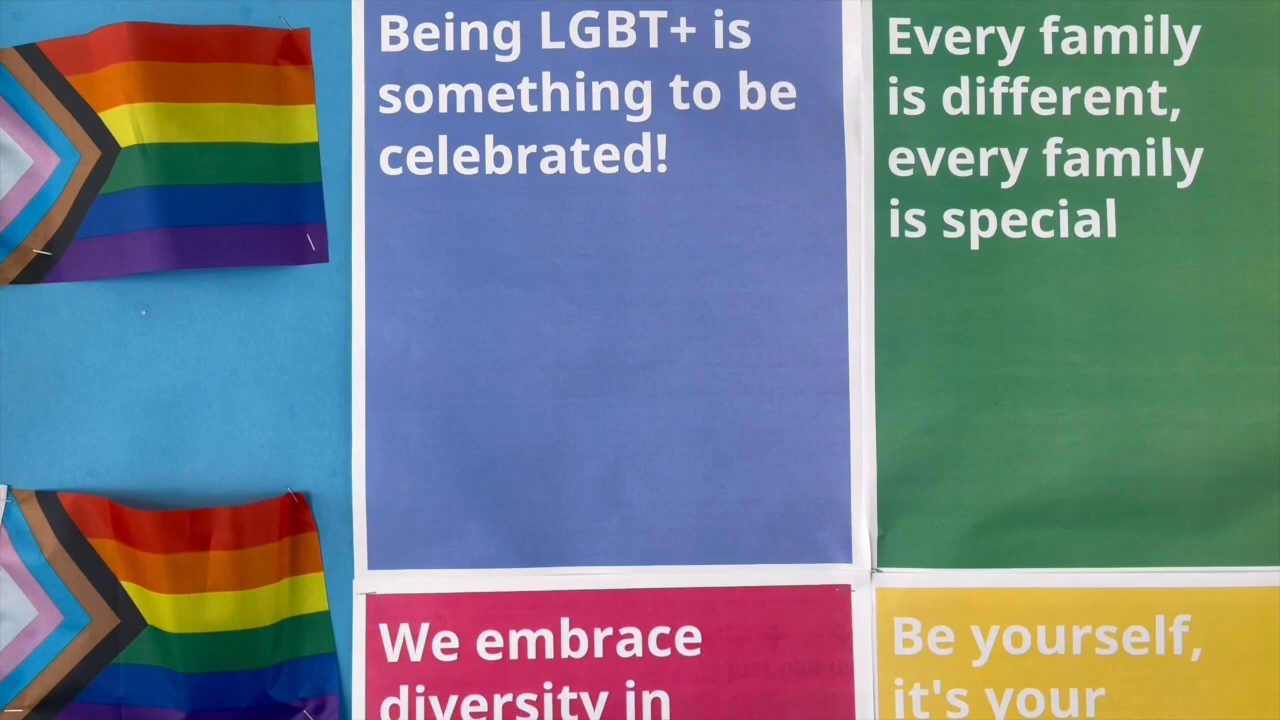 Being LGBT+ is
something to be
celebrated!
Every family
is different,
every family
is special
We embrace
diversity in
Be yourself,
it's your